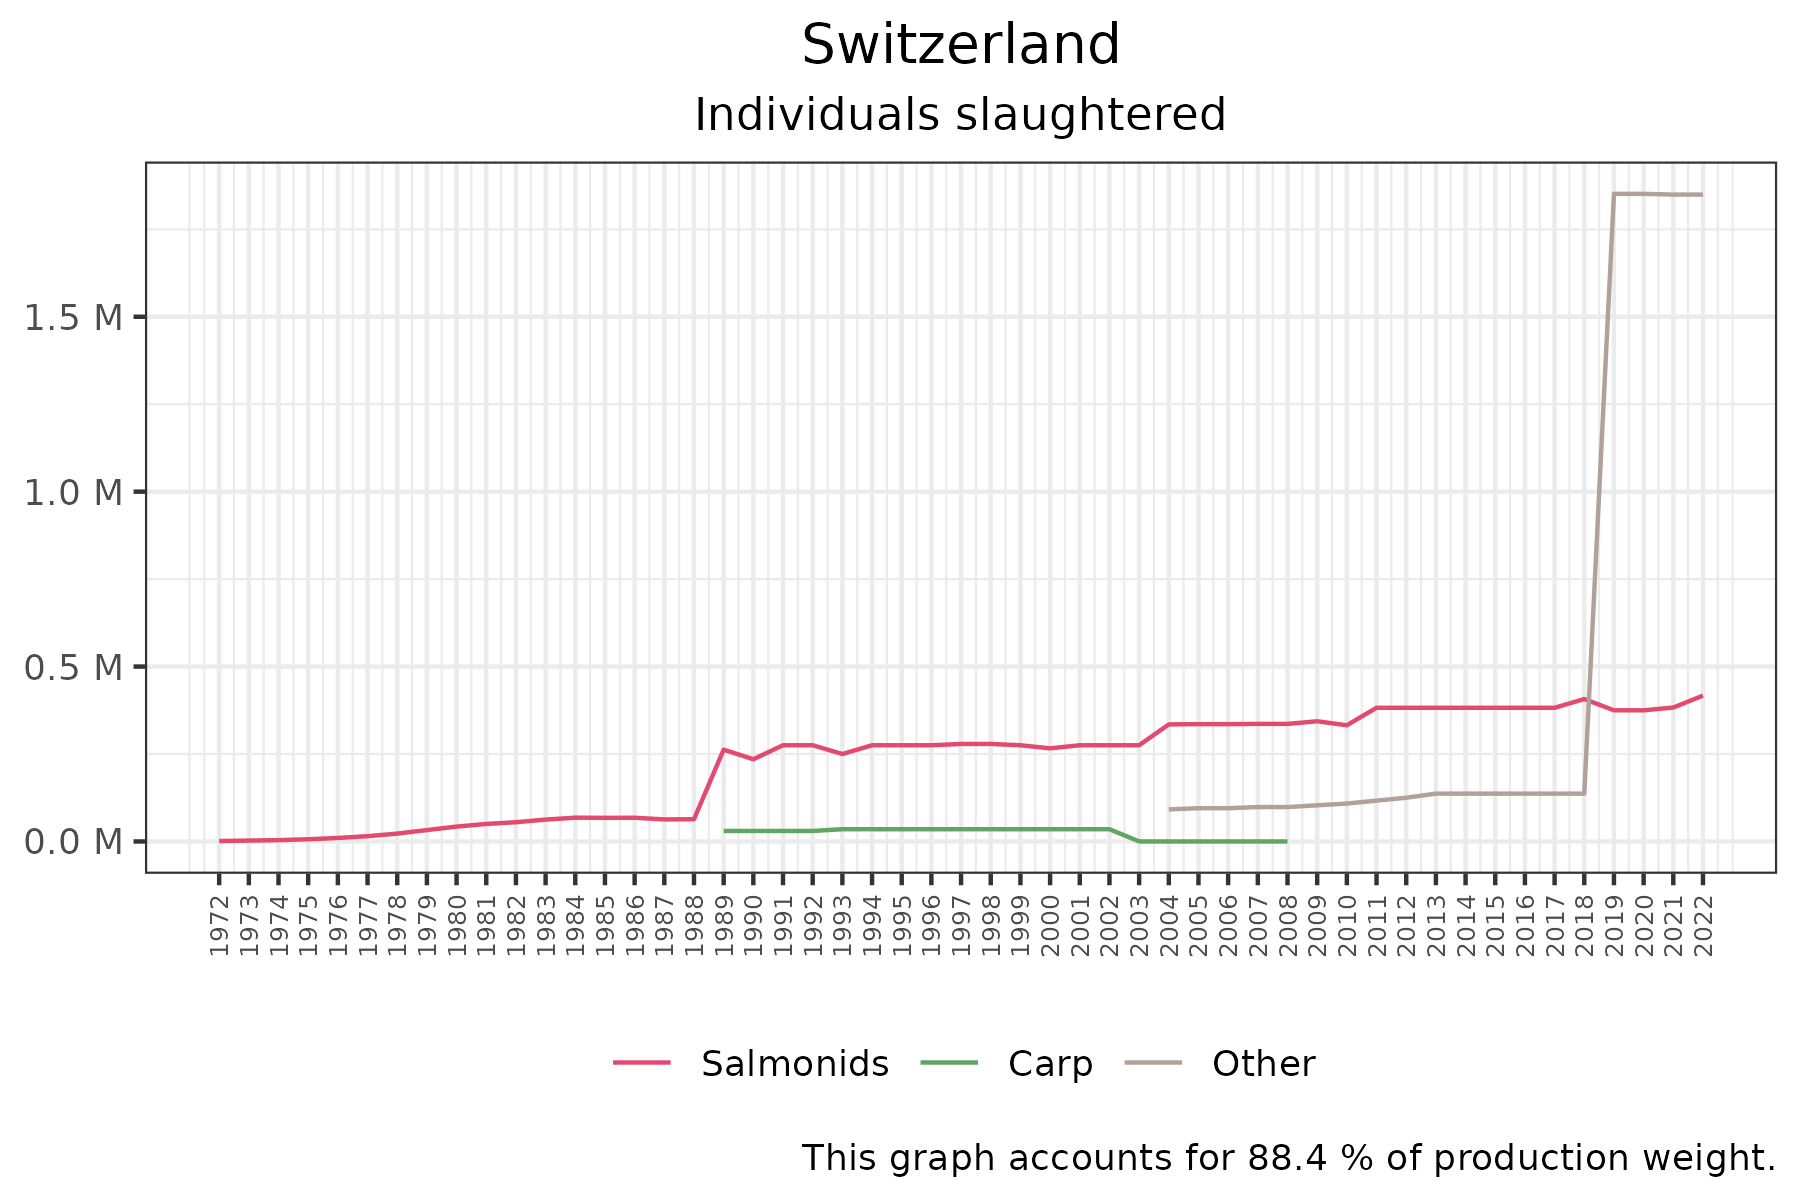 Switzerland
Individuals slaughtered
1.5 M
1.0 M
0.5 M
0.0 M
1972 1973 1974 1975 1976 1977 1978 1979 1980 1981 1982 1983 1984 1985 1986 1987 1988 1989 1990 1991 1992 1993 1994 1995 1996 1997 1998 1999 2000 2001 2002 2003 2004 2005 2006 2007 2008 2009 2010 2011 2012 2013 2014 2015 2016 2017 2018 2019 2020 2021 2022
Salmonids Carp Other
This graph accounts for 88.4 % of production weight.